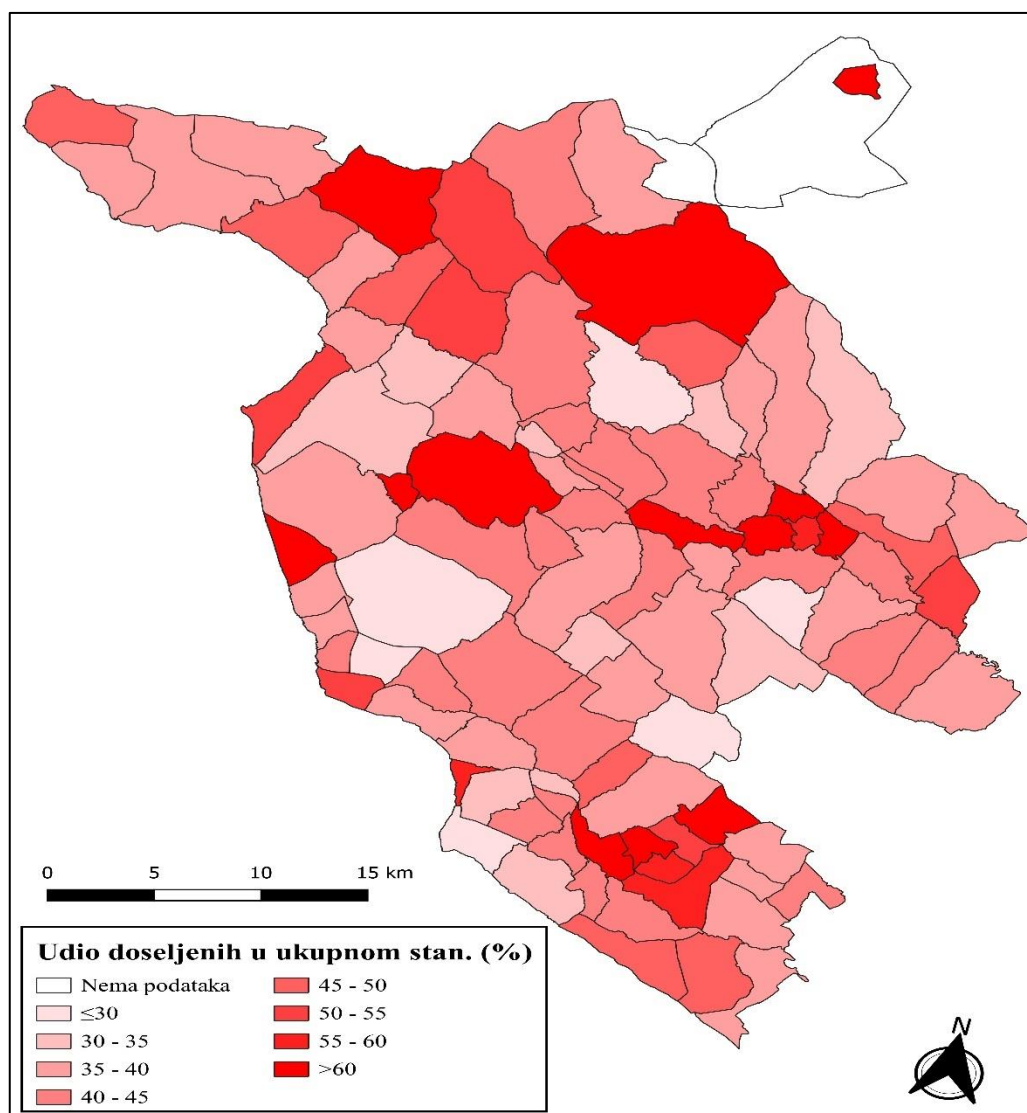 0 5 10 15 km
Udio doseljenih u ukupnom stan. (%)
Nema podataka
≤30
30 - 35
35 - 40
40 - 45
45 - 50
50 - 55
55 - 60
>60
N